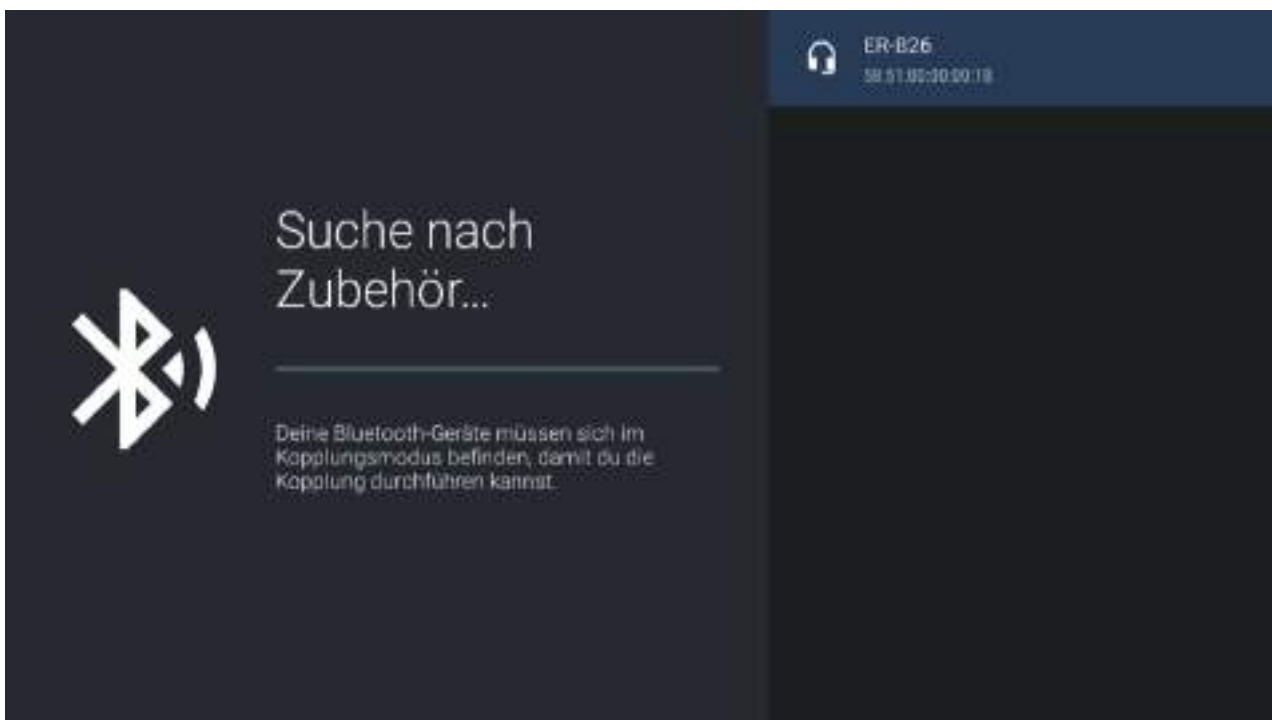 Suche nach
Zubehör...
Deine Bluetooth-Geräte müssen sich im
Kopplungsmodus befinden, damit du die
Kopplung durchführen kannst.
ER-B26